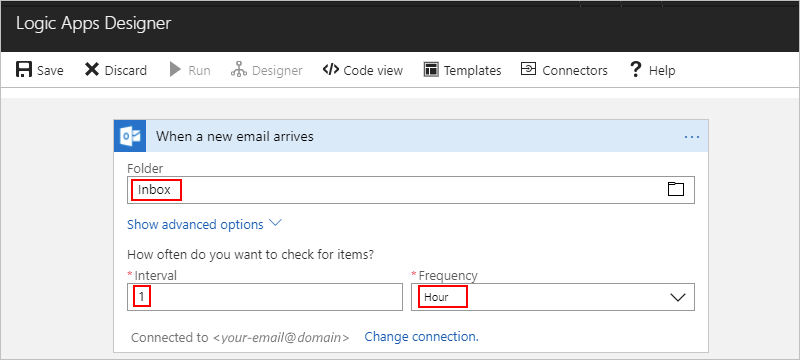 Logic Apps Designer
Save Discard Run Designer Code view Templates Connectors ? Help
When a new email arrives ...
Folder
Inbox
Show advanced options
How often do you want to check for items?
* Interval * Frequency
1 Hour
Connected to <your-email@domain> Change connection.